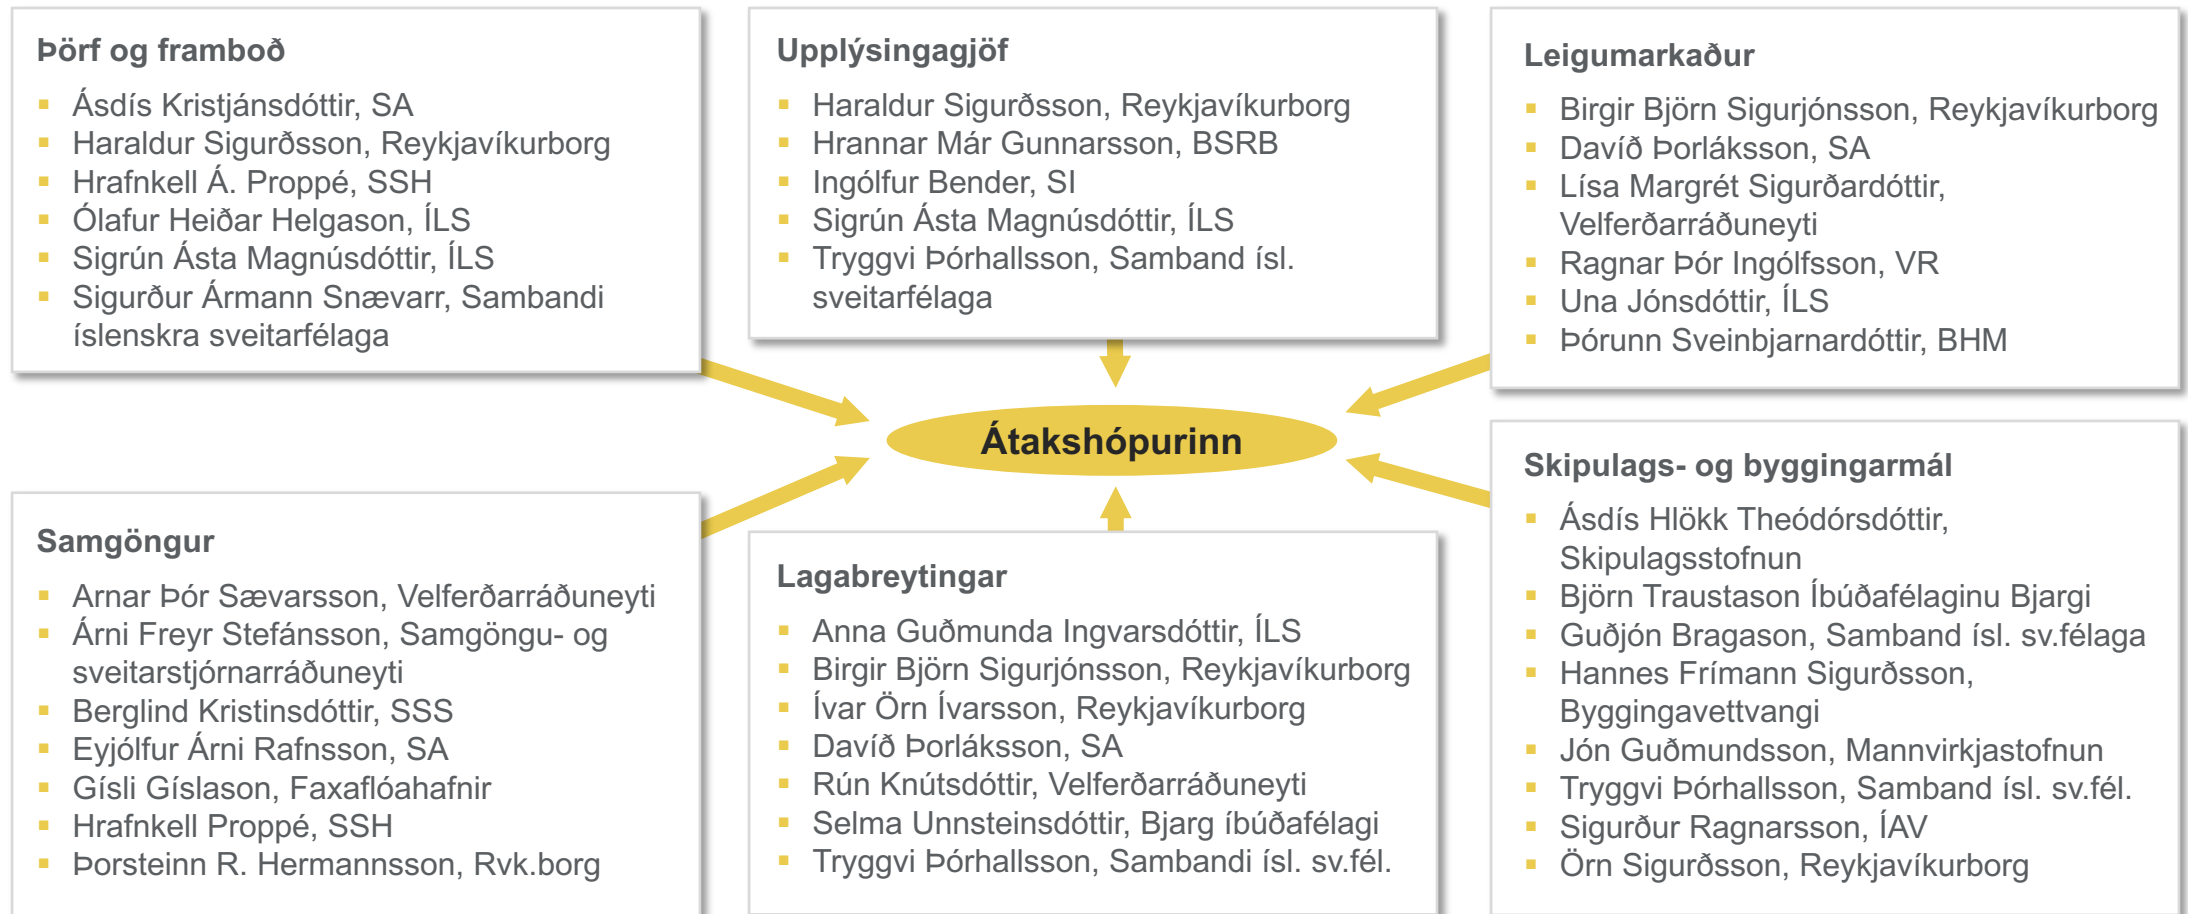 Þörf og framboð
Ásdís Kristjánsdóttir, SA
Haraldur Sigurðsson, Reykjavíkurborg
Hrafnkell Á. Proppé, SSH
Ólafur Heiðar Helgason, ÍLS
Sigrún Ásta Magnúsdóttir, ÍLS
Sigurður Ármann Snævarr, Sambandi
íslenskra sveitarfélaga
Upplýsingagjöf
Haraldur Sigurðsson, Reykjavíkurborg
Hrannar Már Gunnarsson, BSRB
Ingólfur Bender, SI
Sigrún Ásta Magnúsdóttir, ÍLS
Tryggvi Þórhallsson, Samband ísl.
sveitarfélaga
Leigumarkaður
Birgir Björn Sigurjónsson, Reykjavíkurborg
Davíð Þorláksson, SA
Lísa Margrét Sigurðardóttir,
Velferðarráðuneyti
Ragnar Þór Ingólfsson, VR
Una Jónsdóttir, ÍLS
Þórunn Sveinbjarnardóttir, BHM
Átakshópurinn
Samgöngur
Arnar Þór Sævarsson, Velferðarráðuneyti
Árni Freyr Stefánsson, Samgöngu- og
sveitarstjórnarráðuneyti
Berglind Kristinsdóttir, SSS
Eyjólfur Árni Rafnsson, SA
Gísli Gíslason, Faxaflóahafnir
Hrafnkell Proppé, SSH
Þorsteinn R. Hermannsson, Rvk.borg
Lagabreytingar
Anna Guðmunda Ingvarsdóttir, ÍLS
Birgir Björn Sigurjónsson, Reykjavíkurborg
Ívar Örn Ívarsson, Reykjavíkurborg
Davíð Þorláksson, SA
Rún Knútsdóttir, Velferðarráðuneyti
Selma Unnsteinsdóttir, Bjarg íbúðafélagi
Tryggvi Þórhallsson, Sambandi ísl. sv.fél.
Skipulags- og byggingarmál
Ásdís Hlökk Theódórsdóttir,
Skipulagsstofnun
Björn Traustason Íbúðafélaginu Bjargi
Guðjón Bragason, Samband ísl. sv.félaga
Hannes Frímann Sigurðsson,
Byggingavettvangi
Jón Guðmundsson, Mannvirkjastofnun
Tryggvi Þórhallsson, Samband ísl. sv.fél.
Sigurður Ragnarsson, ÍAV
Örn Sigurðsson, Reykjavíkurborg